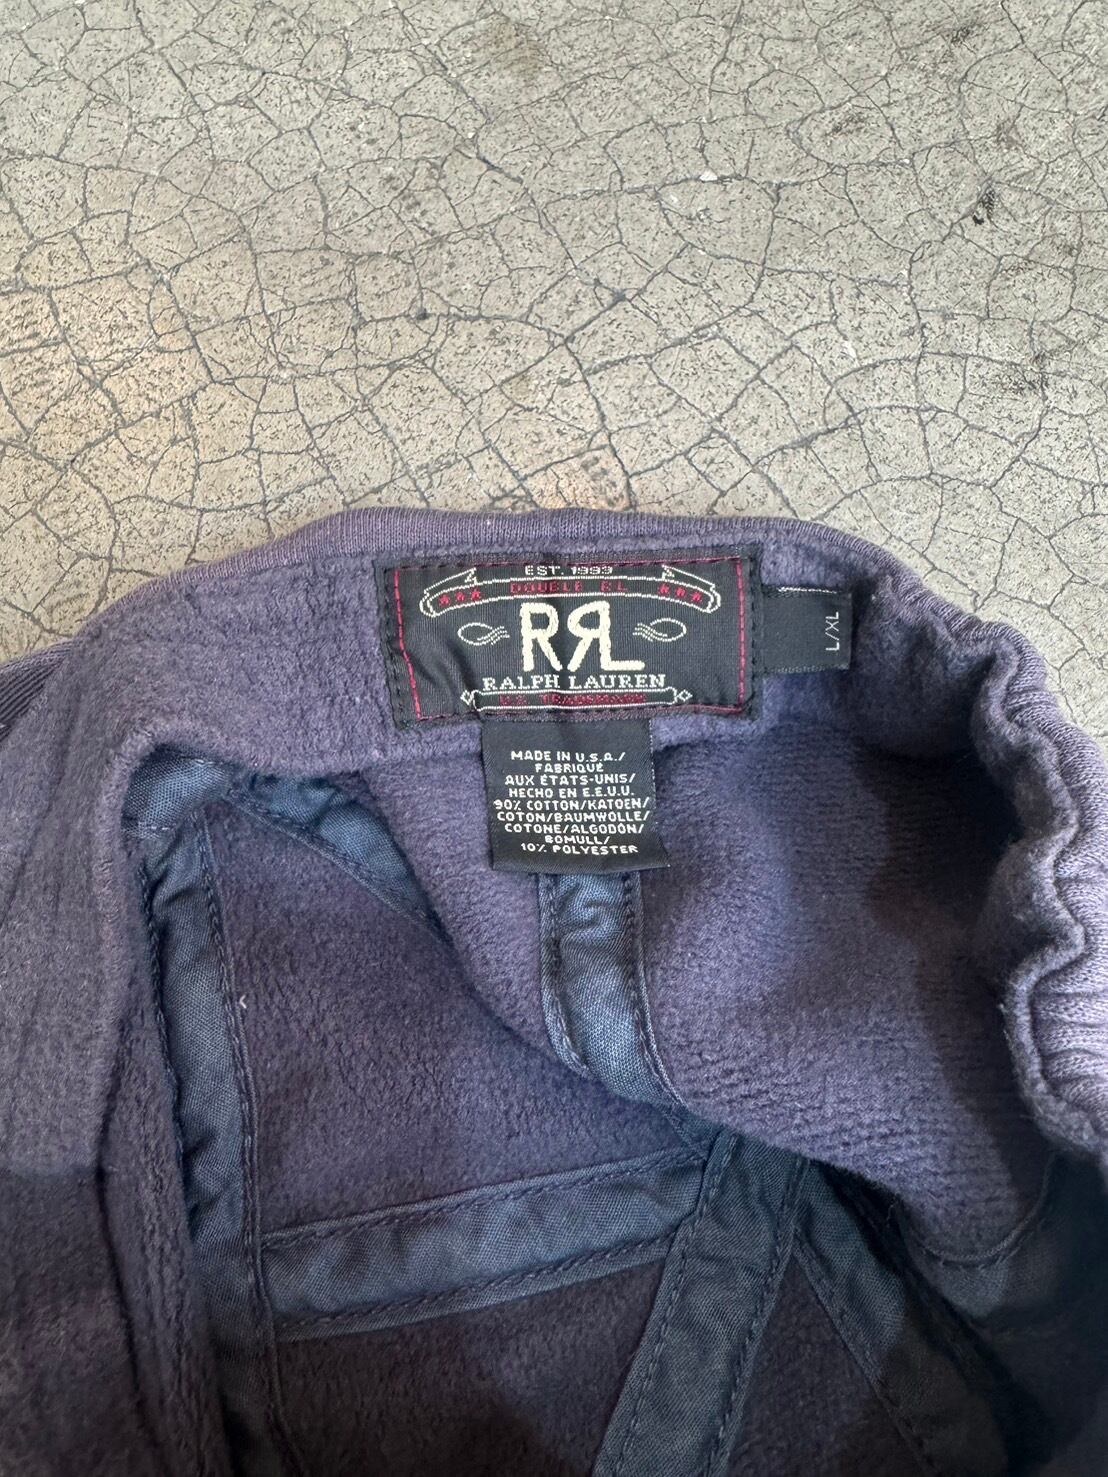 EST. 1993
★★★ DOUBLE RL ★★★
RRL
RALPH LAUREN
TRADEMARK
L/XL
MADE IN U.S.A./
FABRIQUÉ
AUX ÉTATS-UNIS/
HECHO EN E.E.U.U.
90% COTTON/KATOEN/
COTON/BAUMWOLLE/
COTONE/ALGODÓN/
BOMULL/
10% POLYESTER